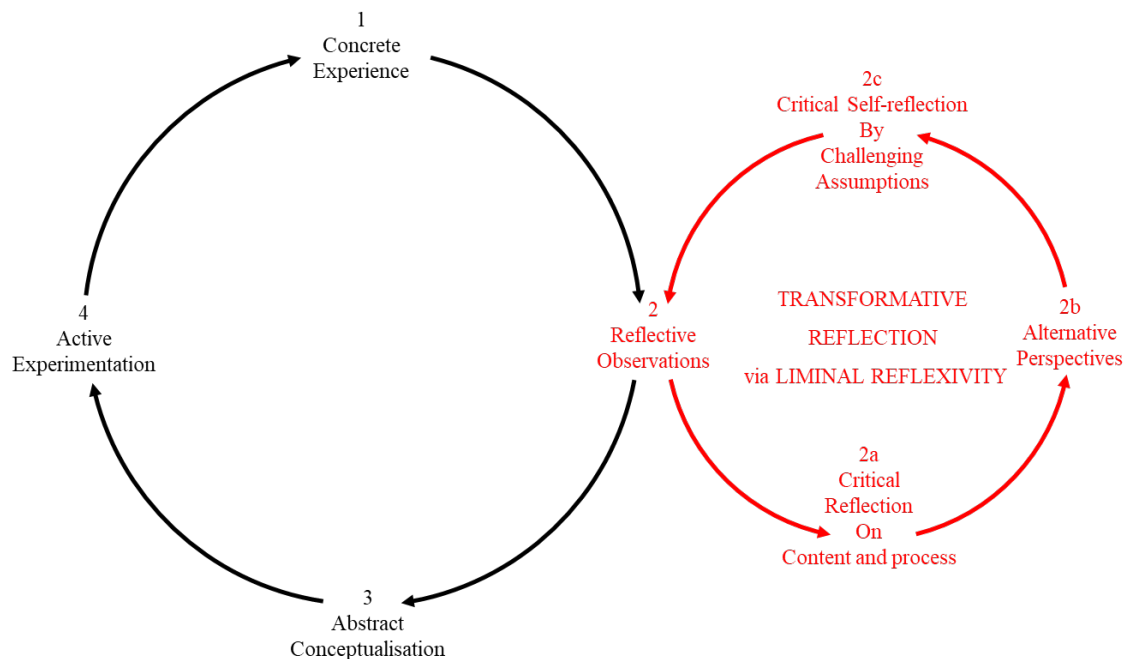 1
Concrete
Experience
2c
Critical Self-reflection
By
Challenging
Assumptions
2
Reflective
Observations
TRANSFORMATIVE
REFLECTION
via LIMINAL REFLEXIVITY
2b
Alternative
Perspectives
2a
Critical
Reflection
On
Content and process
3
Abstract
Conceptualisation
4
Active
Experimentation